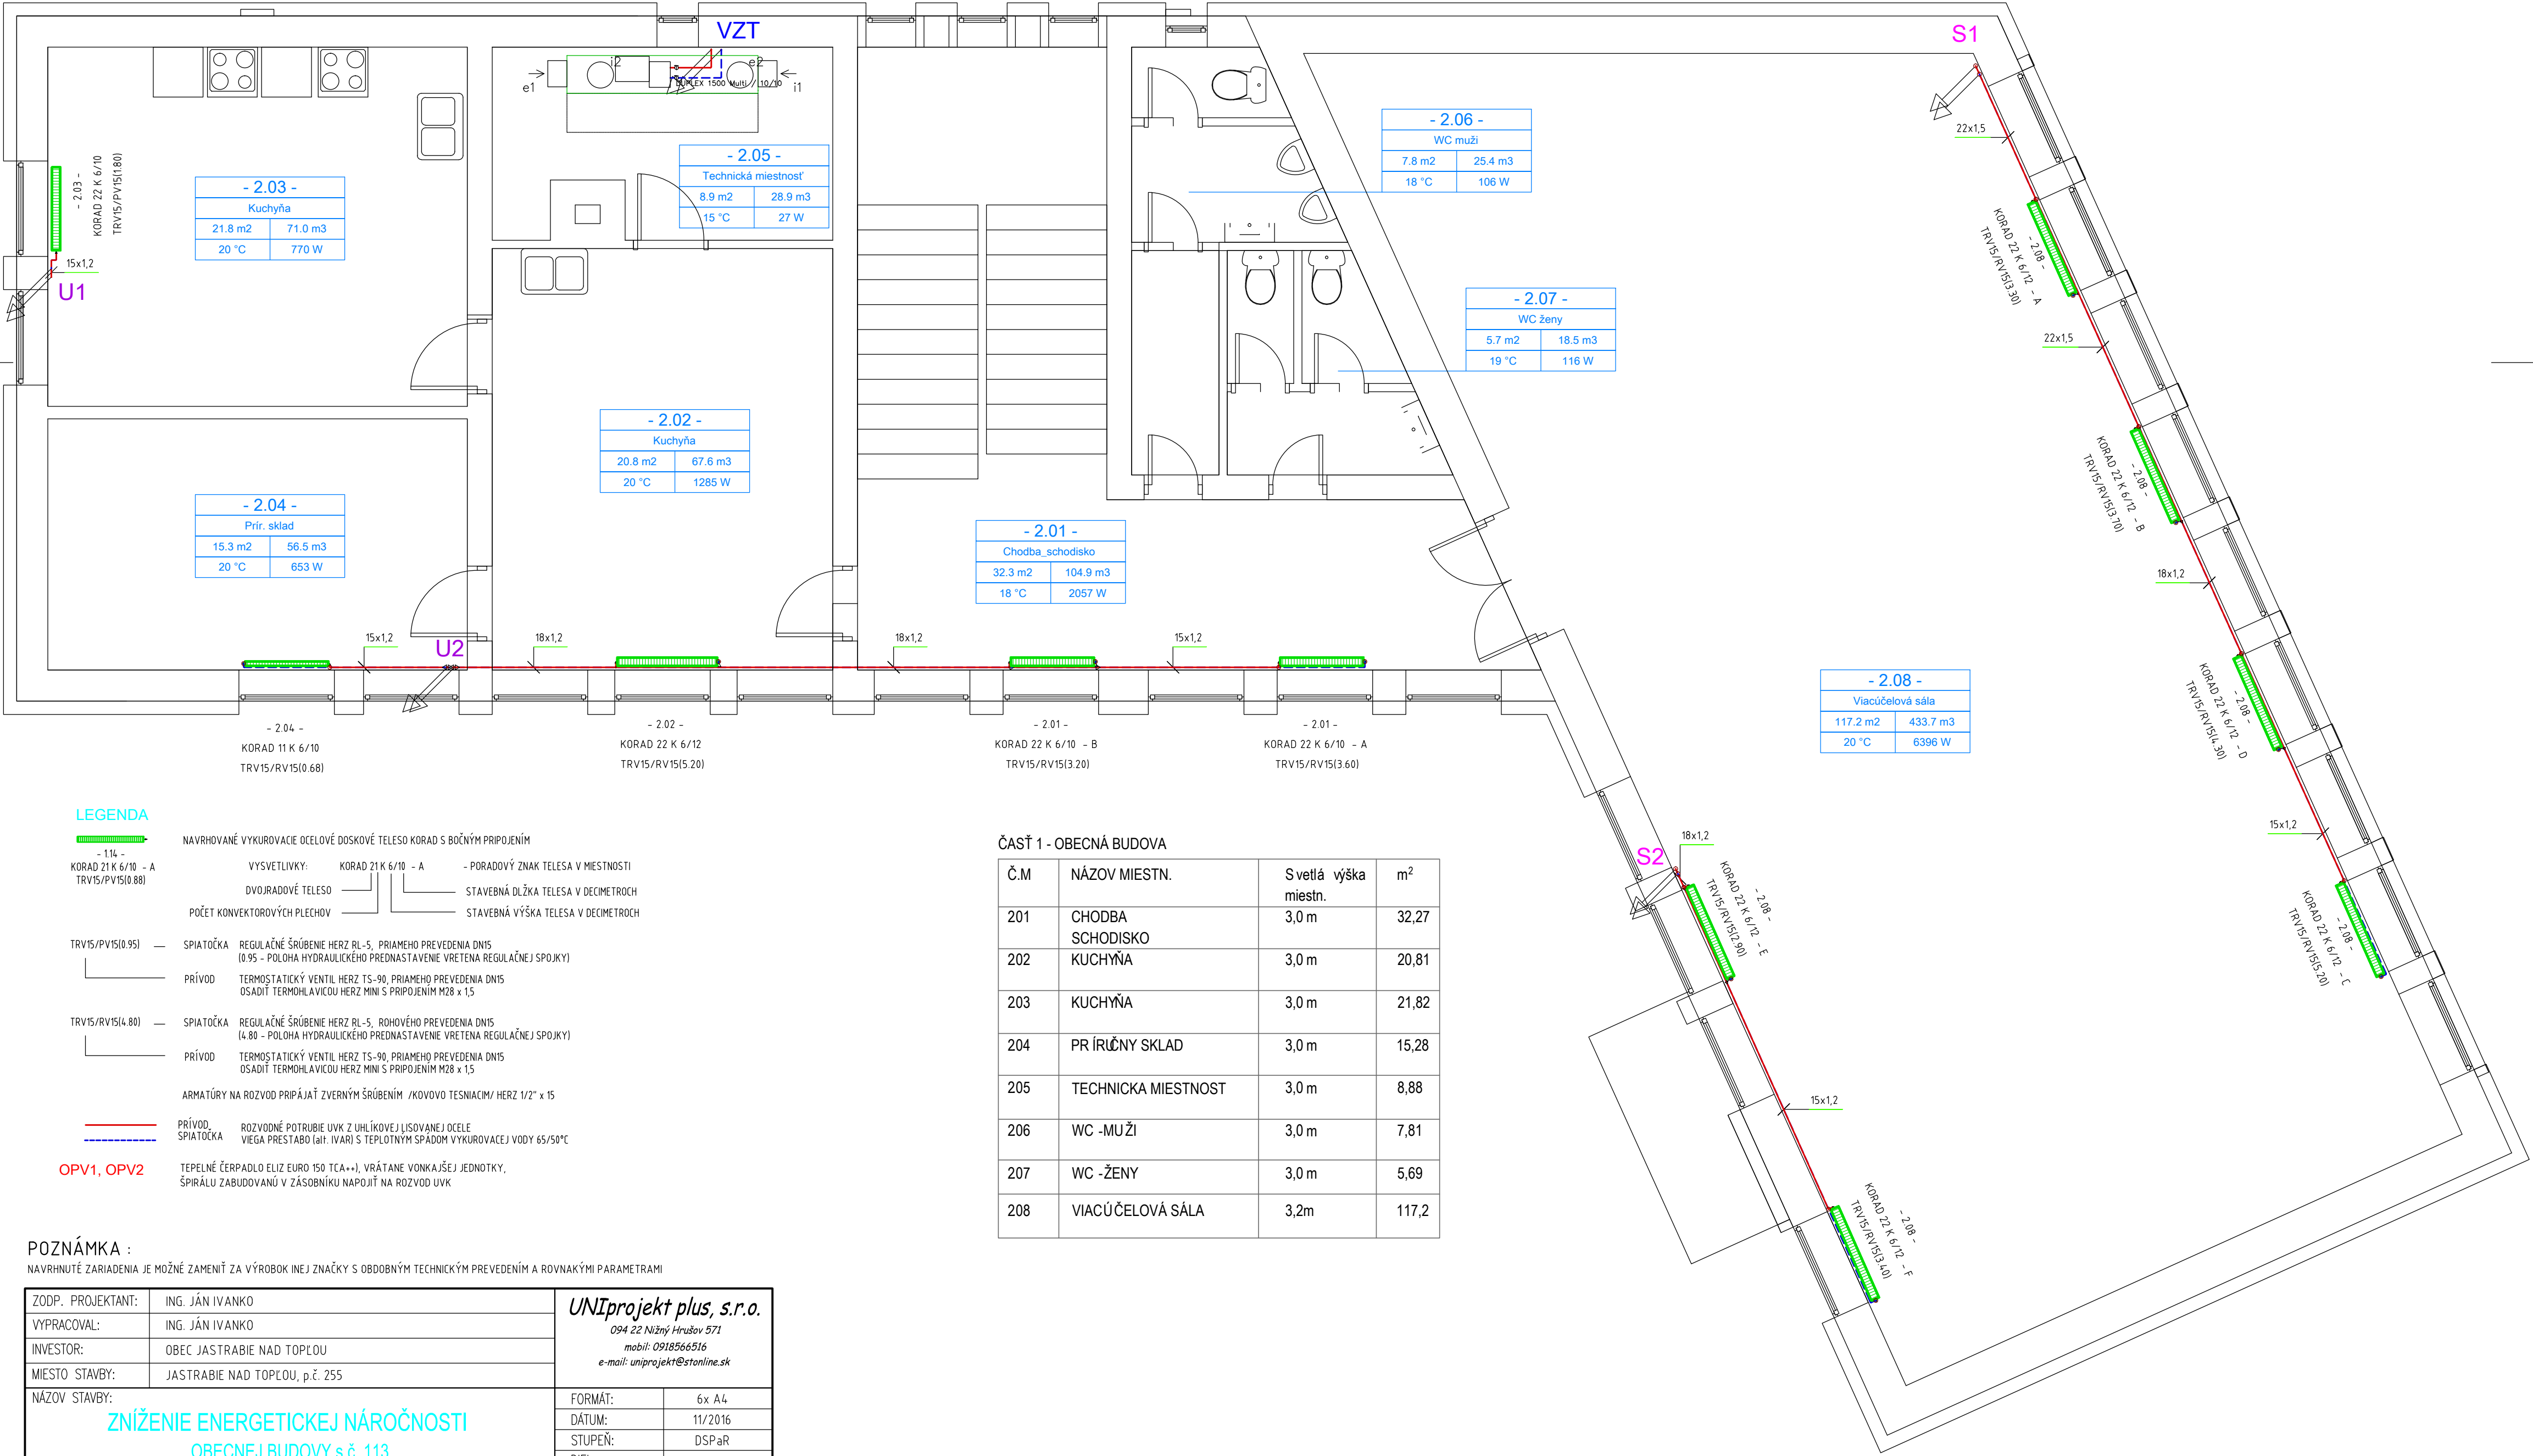 VZT
S1
i2
e2
DUPLEX 1500 Multi / 10/10
e1
i1
- 2.03 -
KORAD 22 K 6/10
TRV15/PV15(1.80)
15x1,2
U1
- 2.03 -
Kuchyňa
21.8 m2 71.0 m3
20 °C 770 W
- 2.05 -
Technická miestnosť
8.9 m2 28.9 m3
15 °C 27 W
- 2.06 -
WC muži
7.8 m2 25.4 m3
18 °C 106 W
22x1,5
- 2.08 -
KORAD 22 K 6/12 - A
TRV15/RV15(3.30)
- 2.07 -
WC ženy
5.7 m2 18.5 m3
19 °C 116 W
22x1,5
- 2.08 -
KORAD 22 K 6/12 - B
TRV15/RV15(3.70)
- 2.02 -
Kuchyňa
20.8 m2 67.6 m3
20 °C 1285 W
- 2.04 -
Prír. sklad
15.3 m2 56.5 m3
20 °C 653 W
- 2.01 -
Chodba_schodisko
32.3 m2 104.9 m3
18 °C 2057 W
18x1,2
15x1,2
U2
18x1,2
18x1,2
15x1,2
- 2.08 -
KORAD 22 K 6/12 - D
TRV15/RV15(4.30)
- 2.08 -
Viacúčelová sála
117.2 m2 433.7 m3
20 °C 6396 W
- 2.04 -
KORAD 11 K 6/10
TRV15/RV15(0.68)
- 2.02 -
KORAD 22 K 6/12
TRV15/RV15(5.20)
- 2.01 -
KORAD 22 K 6/10 - B
TRV15/RV15(3.20)
- 2.01 -
KORAD 22 K 6/10 - A
TRV15/RV15(3.60)
15x1,2
- 2.08 -
KORAD 22 K 6/12 - C
TRV15/RV15(5.20)
18x1,2
S2
- 2.08 -
KORAD 22 K 6/12 - E
TRV15/RV15(2.90)
15x1,2
- 2.08 -
KORAD 22 K 6/12 - F
TRV15/RV15(3.40)
LEGENDA
NAVRHOVANÉ VYKUROVACIE OCEĽOVÉ DOSKOVÉ TELESO KORAD S BOČNÝM PRIPOJENÍM
- 1.14 -
KORAD 21 K 6/10 - A
TRV15/PV15(0.88)
VYSVETLIVKY: KORAD 21 K 6/10 - A - PORADOVÝ ZNAK TELESA V MIESTNOSTI
DVOJRADOVÉ TELESO STAVEBNÁ DĹŽKA TELESA V DECIMETROCH
POČET KONVEKTOROVÝCH PLECHOV STAVEBNÁ VÝŠKA TELESA V DECIMETROCH
TRV15/PV15(0.95) SPIATOČKA REGULAČNÉ ŠRÚBENIE HERZ RL-5, PRIAMEHO PREVEDENIA DN15
(0.95 - POLOHA HYDRAULICKÉHO PREDNASTAVENIE VRETENA REGULAČNEJ SPOJKY)
PRÍVOD TERMOSTATICKÝ VENTIL HERZ TS-90, PRIAMEHO PREVEDENIA DN15
OSADIŤ TERMOHLAVICOU HERZ MINI S PRIPOJENÍM M28 x 1,5
TRV15/RV15(4.80) SPIATOČKA REGULAČNÉ ŠRÚBENIE HERZ RL-5, ROHOVÉHO PREVEDENIA DN15
(4.80 - POLOHA HYDRAULICKÉHO PREDNASTAVENIE VRETENA REGULAČNEJ SPOJKY)
PRÍVOD TERMOSTATICKÝ VENTIL HERZ TS-90, PRIAMEHO PREVEDENIA DN15
OSADIŤ TERMOHLAVICOU HERZ MINI S PRIPOJENÍM M28 x 1,5
ARMATÚRY NA ROZVOD PRIPÁJAŤ ZVERNÝM ŠRÚBENÍM /KOVOVO TESNIACIM/ HERZ 1/2" x 15
PRÍVOD ROZVODNÉ POTRUBIE UVK Z UHLÍKOVEJ LISOVANEJ OCELE
SPIATOČKA VIEGA PRESTABO (alt. IVAR) S TEPLOTNÝM SPÁDOM VYKUROVACEJ VODY 65/50°C
OPV1, OPV2 TEPELNÉ ČERPADLO ELIZ EURO 150 TCA++), VRÁTANE VONKAJŠEJ JEDNOTKY,
ŠPIRÁLU ZABUDOVANÚ V ZÁSOBNÍKU NAPOJIŤ NA ROZVOD UVK
ČASŤ 1 - OBECNÁ BUDOVA
Č.M NÁZOV MIESTN. Svetlá výška miestn. m2
201 CHODBA SCHODISKO 3,0 m 32,27
202 KUCHYŇA 3,0 m 20,81
203 KUCHYŇA 3,0 m 21,82
204 PRÍRUČNY SKLAD 3,0 m 15,28
205 TECHNICKA MIESTNOST 3,0 m 8,88
206 WC -MUŽI 3,0 m 7,81
207 WC -ŽENY 3,0 m 5,69
208 VIACÚČELOVÁ SÁLA 3,2m 117,2
POZNÁMKA :
NAVRHNUTÉ ZARIADENIA JE MOŽNÉ ZAMENIŤ ZA VÝROBOK INEJ ZNAČKY S OBDOBNÝM TECHNICKÝM PREVEDENÍM A ROVNAKÝMI PARAMETRAMI
ZODP. PROJEKTANT: ING. JÁN IVANKO
VYPRACOVAL: ING. JÁN IVANKO
INVESTOR: OBEC JASTRABIE NAD TOPĽOU
MIESTO STAVBY: JASTRABIE NAD TOPĽOU, p.č. 255
UNIprojekt plus, s.r.o.
094 22 Nižný Hrušov 571
mobil: 0918566516
e-mail: uniprojekt@stonline.sk
NÁZOV STAVBY:
ZNÍŽENIE ENERGETICKEJ NÁROČNOSTI
OBECNEJ BUDOVY s.č. 113
FORMÁT: 6x A4
DÁTUM: 11/2016
STUPEŇ: DSPaR